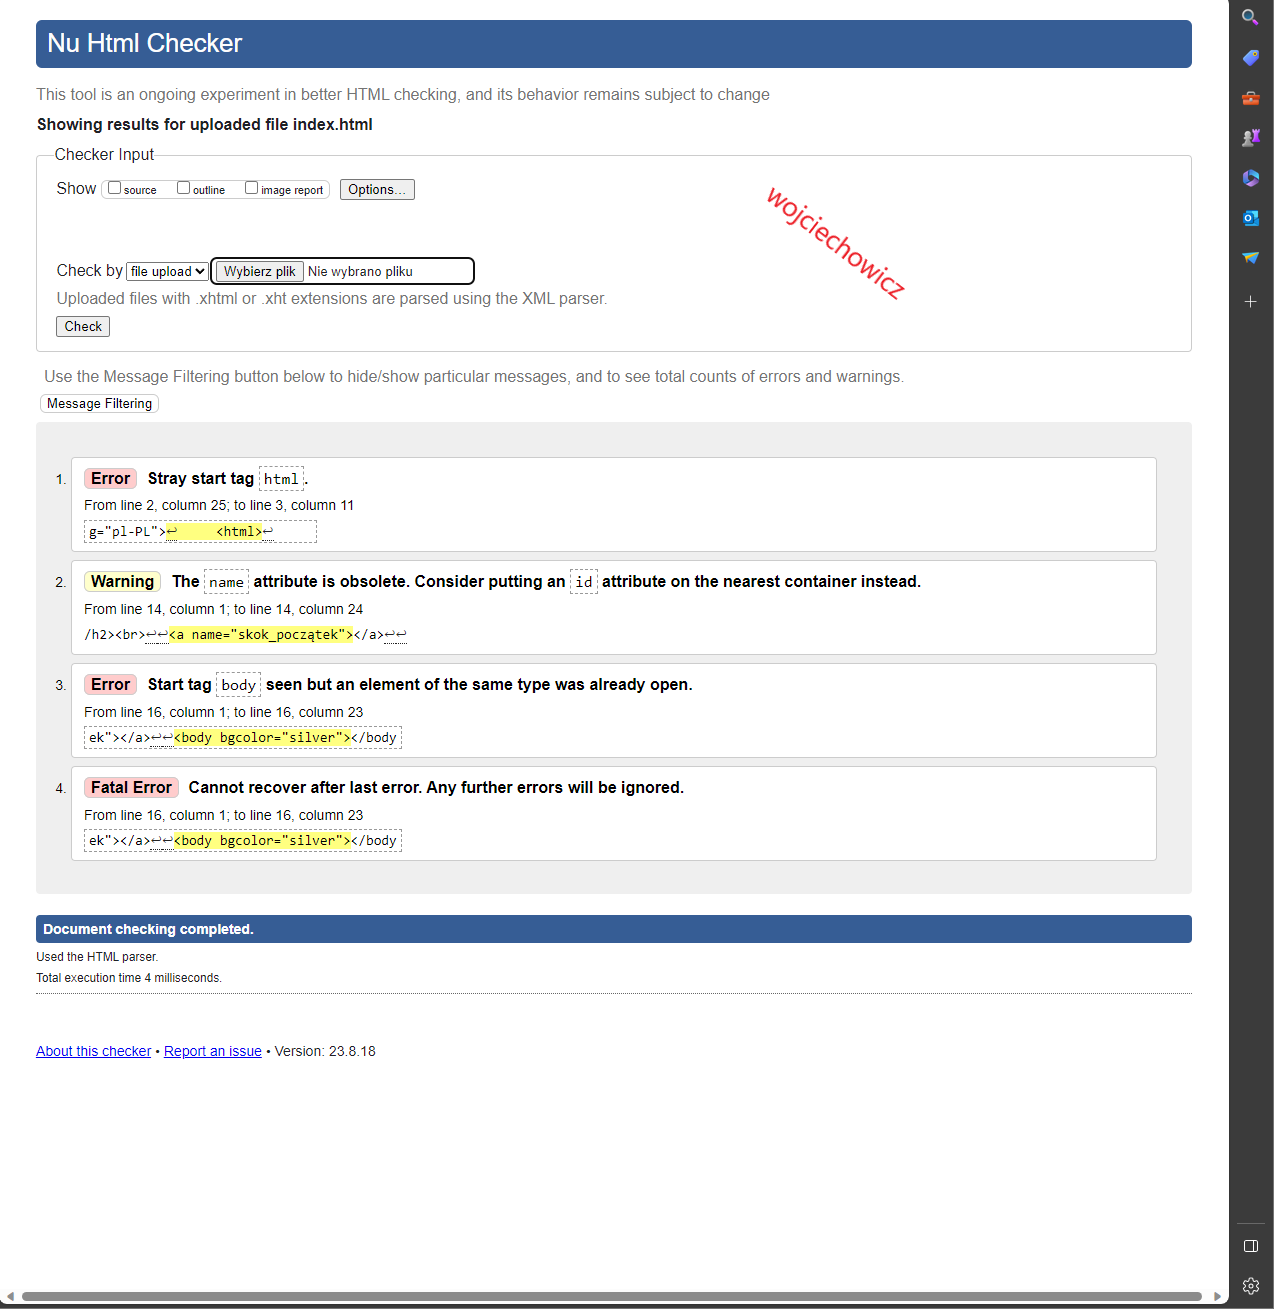 Nu Html Checker
This tool is an ongoing experiment in better HTML checking, and its behavior remains subject to change
Showing results for uploaded file index.html
Checker Input
Show source outline image report Options...
wojciechowicz
Check by file upload Wybierz plik Nie wybrano pliku
Uploaded files with .xhtml or .xht extensions are parsed using the XML parser.
Check
Use the Message Filtering button below to hide/show particular messages, and to see total counts of errors and warnings.
Message Filtering
1. Error Stray start tag html.
From line 2, column 25; to line 3, column 11
g="pl-PL">↩ <html>↩
2. Warning The name attribute is obsolete. Consider putting an id attribute on the nearest container instead.
From line 14, column 1; to line 14, column 24
/h2><br>↩↩<a name="skok_początek"></a>↩↩
3. Error Start tag body seen but an element of the same type was already open.
From line 16, column 1; to line 16, column 23
ek"></a>↩↩<body bgcolor="silver"></body
4. Fatal Error Cannot recover after last error. Any further errors will be ignored.
From line 16, column 1; to line 16, column 23
ek"></a>↩↩<body bgcolor="silver"></body
Document checking completed.
Used the HTML parser.
Total execution time 4 milliseconds.
About this checker • Report an issue • Version: 23.8.18